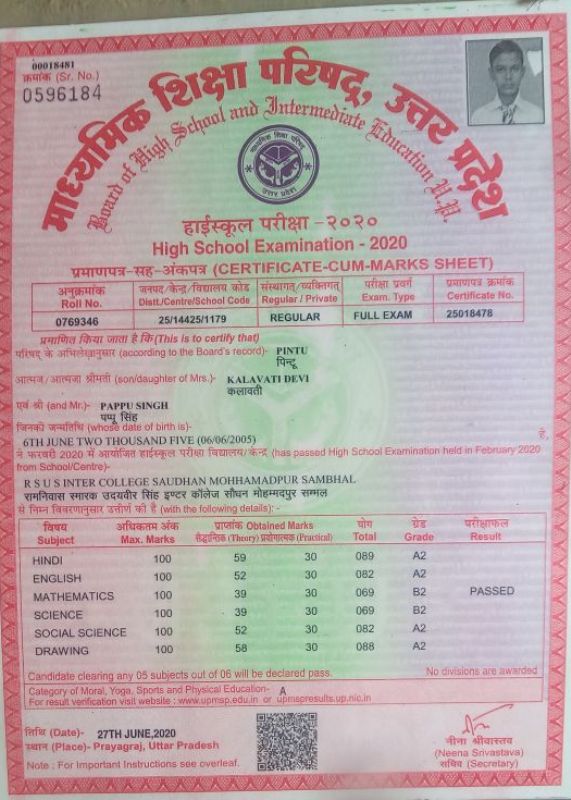 00018481
क्रमांक (Sr. No.)
0596184
माध्यमिक शिक्षा परिषद्, उत्तर प्रदेश
Board of High School and Intermediate Education U.P.
माध्यमिक शिक्षा परिषद्
उत्तर प्रदेश
हाईस्कूल परीक्षा -२०२०
High School Examination - 2020
प्रमाणपत्र-सह-अंकपत्र (CERTIFICATE-CUM-MARKS SHEET)
अनुक्रमांक जनपद/केन्द्र/विद्यालय कोड संस्थागत/व्यक्तिगत परीक्षा प्रवर्ग प्रमाणपत्र क्रमांक
Roll No. Distt./Centre/School Code Regular / Private Exam. Type Certificate No.
0769346 25/14425/1179 REGULAR FULL EXAM 25018478
प्रमाणित किया जाता है कि (This is to certify that)
परिषद के अभिलेखानुसार (according to the Board's record)- PINTU
पिन्टू
आत्मज/आत्मजा श्रीमती (son/daughter of Mrs.)- KALAVATI DEVI
कलावती
एवं श्री (and Mr.)- PAPPU SINGH
पप्पू सिंह
जिनकी जन्मतिथि (whose date of birth is)-
6TH JUNE TWO THOUSAND FIVE (06/06/2005) है,
ने फरवरी 2020 में आयोजित हाईस्कूल परीक्षा विद्यालय/केन्द्र (has passed High School Examination held in February 2020
from School/Centre)-
R S U S INTER COLLEGE SAUDHAN MOHHAMADPUR SAMBHAL
रामनिवास स्मारक उदयवीर सिंह इण्टर कॉलेज सौधन मोहम्मदपुर सम्भल
से निम्न विवरणानुसार उत्तीर्ण की है (with the following details): -
विषय अधिकतम अंक प्राप्तांक Obtained Marks योग ग्रेड परीक्षाफल
Subject Max. Marks सैद्धान्तिक (Theory) प्रयोगात्मक (Practical) Total Grade Result
HINDI 100 59 30 089 A2
ENGLISH 100 52 30 082 A2
MATHEMATICS 100 39 30 069 B2 PASSED
SCIENCE 100 39 30 069 B2
SOCIAL SCIENCE 100 52 30 082 A2
DRAWING 100 58 30 088 A2
Candidate clearing any 05 subjects out of 06 will be declared pass. No divisions are awarded
Category of Moral, Yoga, Sports and Physical Education- A
For result verification visit website : www.upmsp.edu.in or upmspresults.up.nic.in
तिथि (Date)- 27TH JUNE,2020
स्थान (Place)- Prayagraj, Uttar Pradesh
Note : For Important Instructions see overleaf.
नीना श्रीवास्तव
(Neena Srivastava)
सचिव (Secretary)